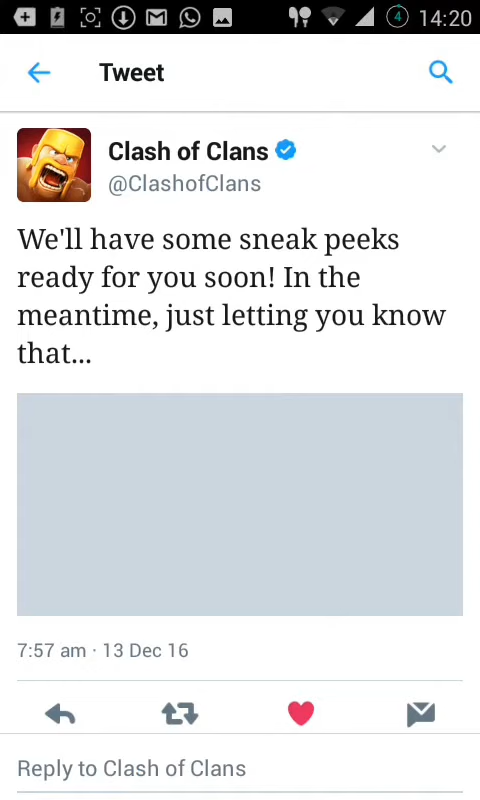 4
14:20
Tweet
Clash of Clans
@ClashofClans
We'll have some sneak peeks
ready for you soon! In the
meantime, just letting you know
that...
7:57 am · 13 Dec 16
Reply to Clash of Clans